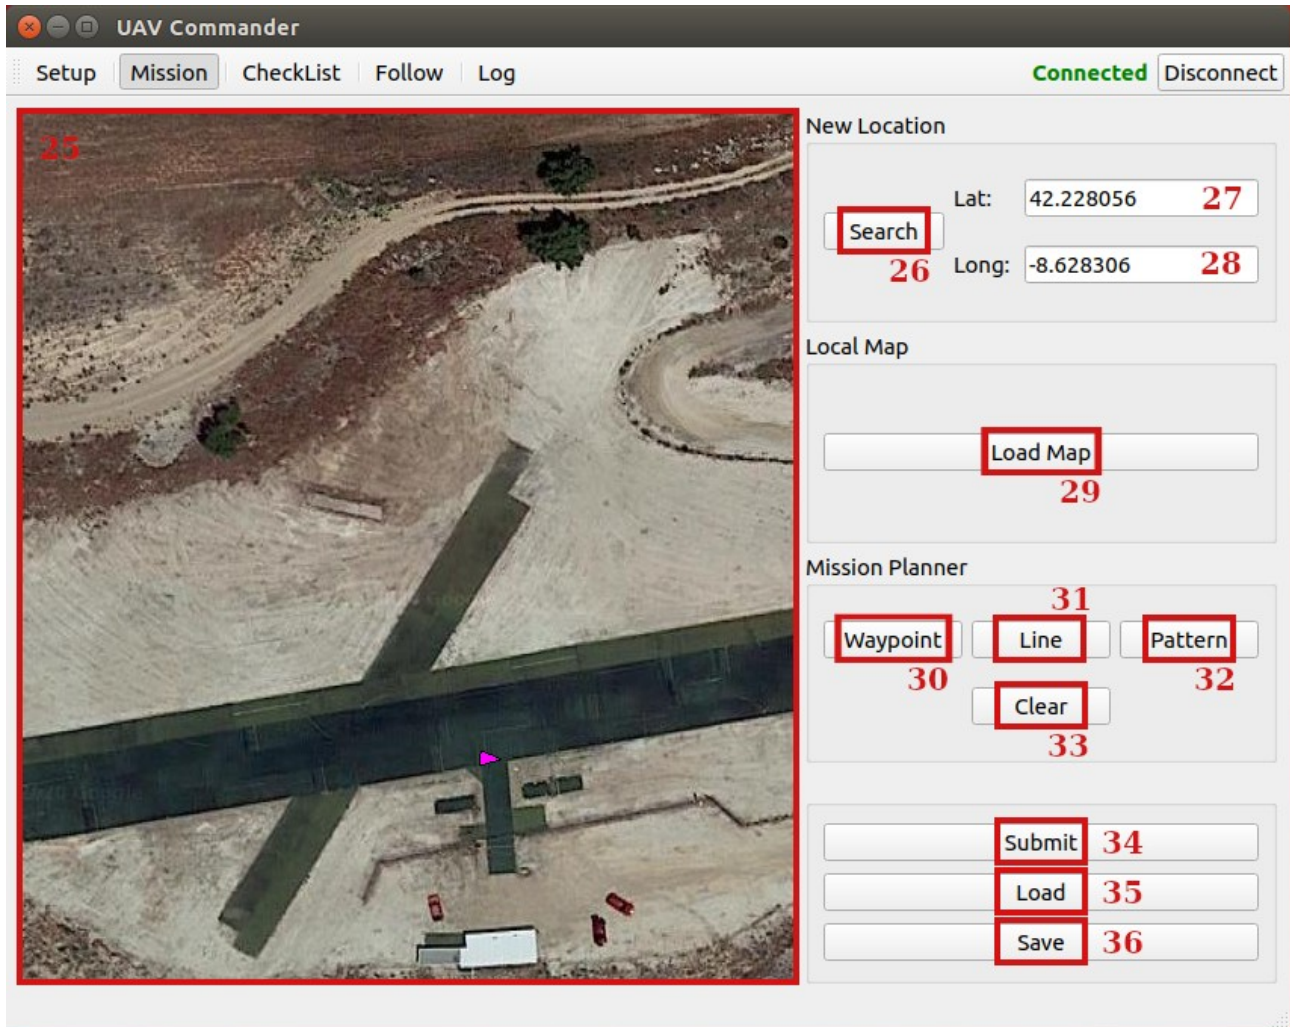 UAV Commander
Setup Mission CheckList Follow Log Connected Disconnect
25
New Location
Search
26
Lat: 42.228056 27
Long: -8.628306 28
Local Map
Load Map
29
Mission Planner
31
Waypoint Line Pattern
30 32
Clear
33
Submit 34
Load 35
Save 36